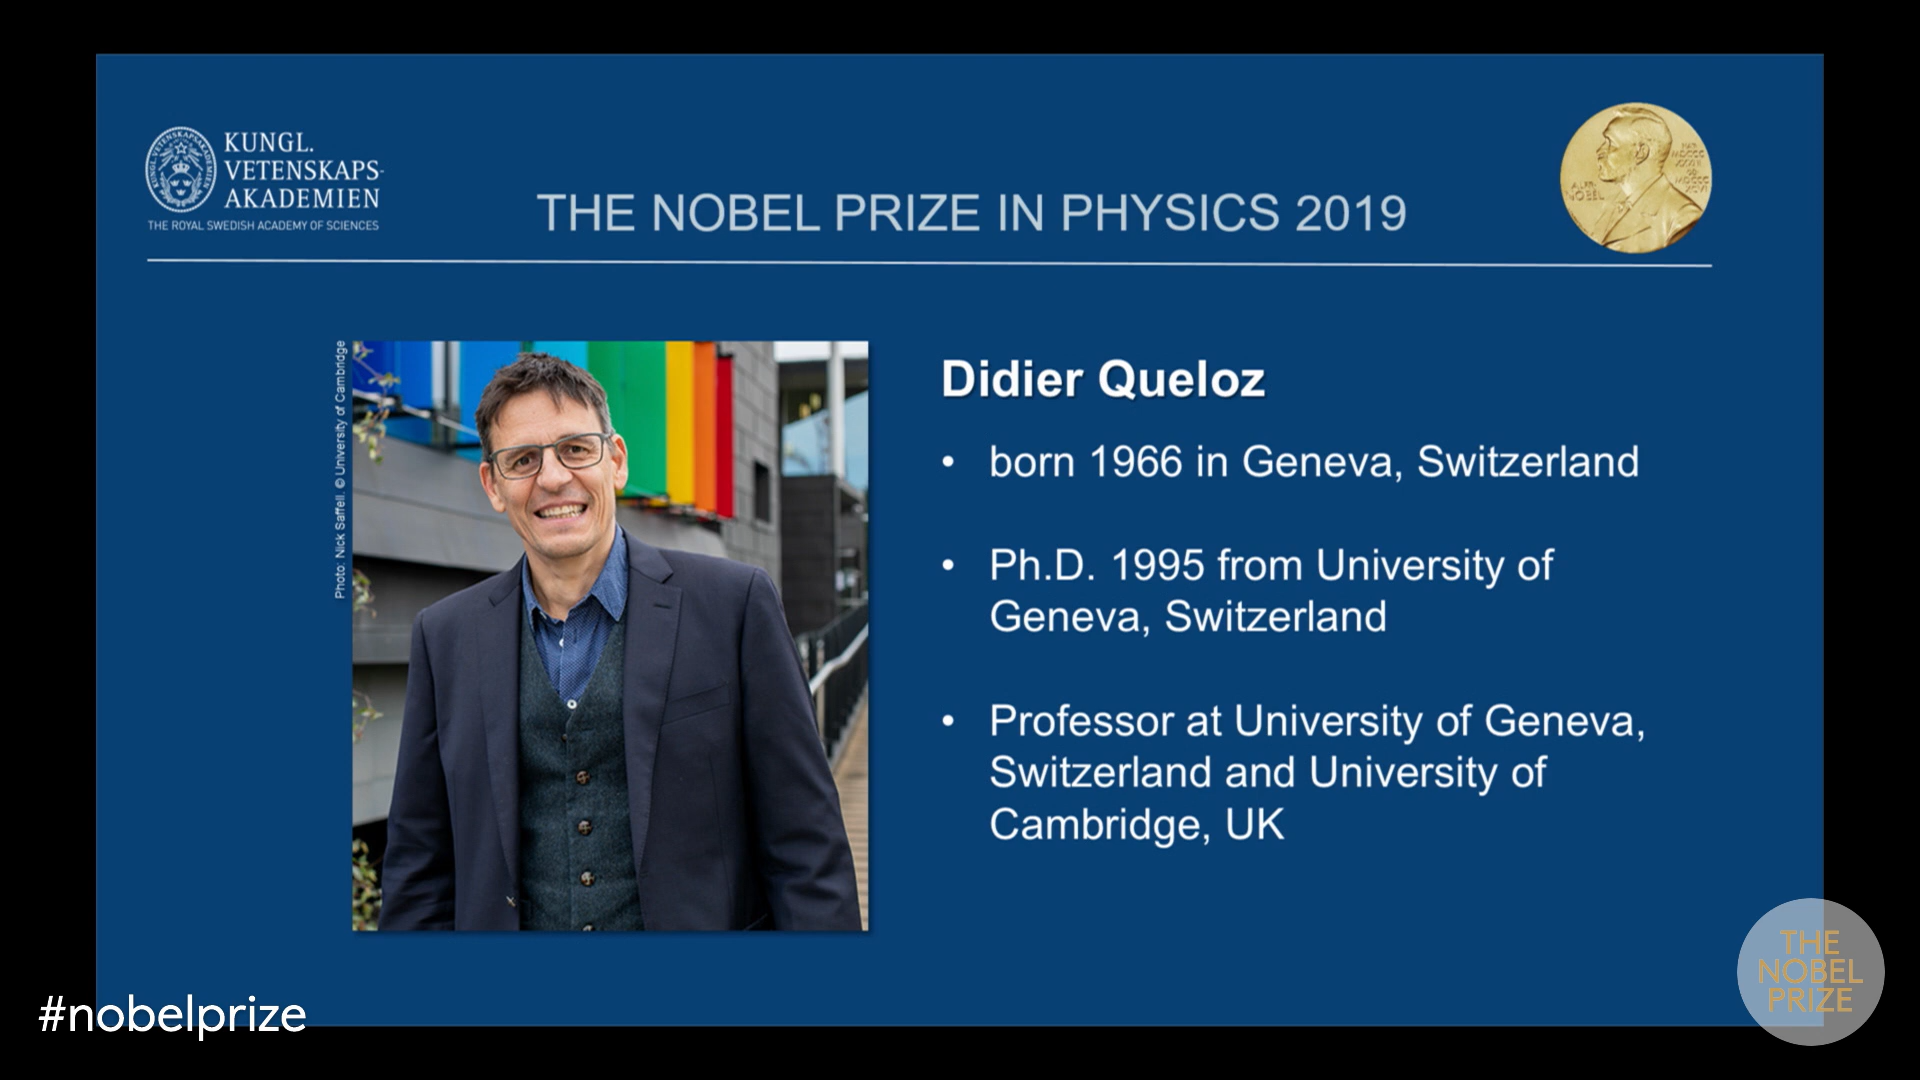 KUNGL.
VETENSKAPS-
AKADEMIEN
THE ROYAL SWEDISH ACADEMY OF SCIENCES
THE NOBEL PRIZE IN PHYSICS 2019
Photo: Nick Saffell. © University of Cambridge
Didier Queloz
• born 1966 in Geneva, Switzerland
• Ph.D. 1995 from University of
Geneva, Switzerland
• Professor at University of Geneva,
Switzerland and University of
Cambridge, UK
#nobelprize
THE
NOBEL
PRIZE